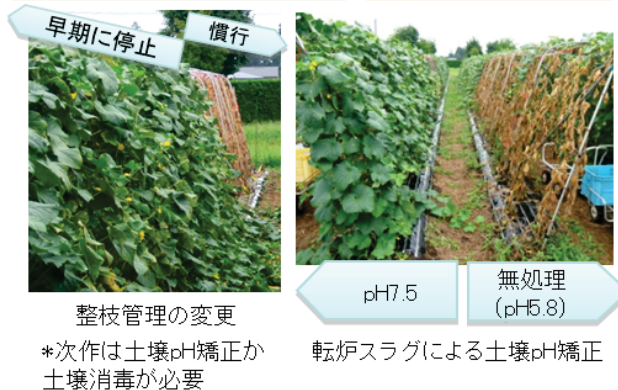 早期に停止
慣行
整枝管理の変更
*次作は土壌pH矯正か
土壌消毒が必要
pH7.5
無処理
(pH5.8)
転炉スラグによる土壌pH矯正